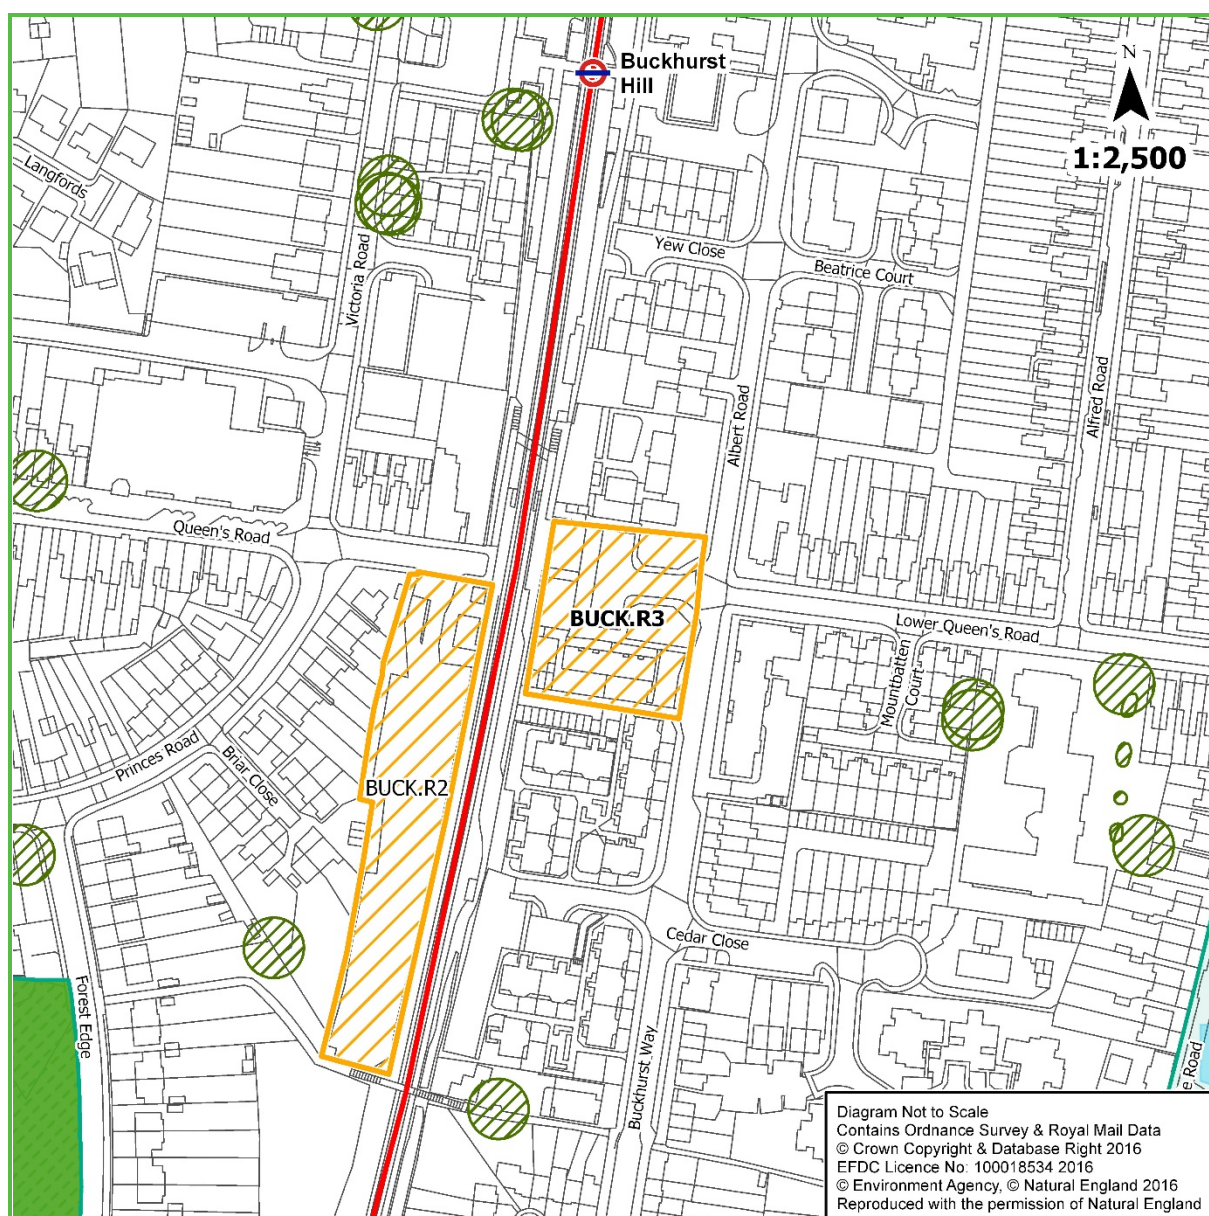 Buckhurst
Hill
N
1:2,500
Langfords
Victoria Road
Yew Close
Beatrice Court
Albert Road
Alfred Road
Queen's Road
BUCK.R3
Lower Queen's Road
Mountbatten
Court
Princes Road
Briar Close
BUCK.R2
Cedar Close
Forest Edge
Buckhurst Way
e Road
Diagram Not to Scale
Contains Ordnance Survey & Royal Mail Data
© Crown Copyright & Database Right 2016
EFDC Licence No: 100018534 2016
© Environment Agency, © Natural England 2016
Reproduced with the permission of Natural England